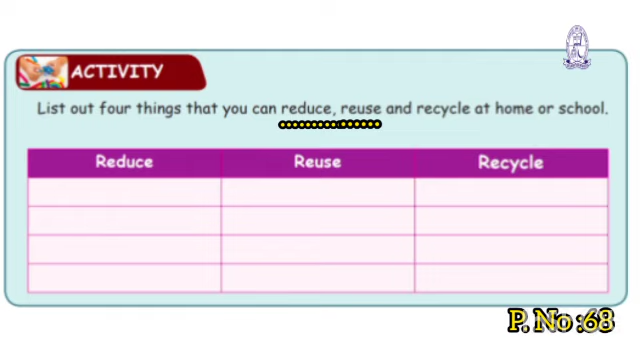 ACTIVITY
List out four things that you can reduce, reuse and recycle at home or school.
Reduce Reuse Recycle
P. No :68